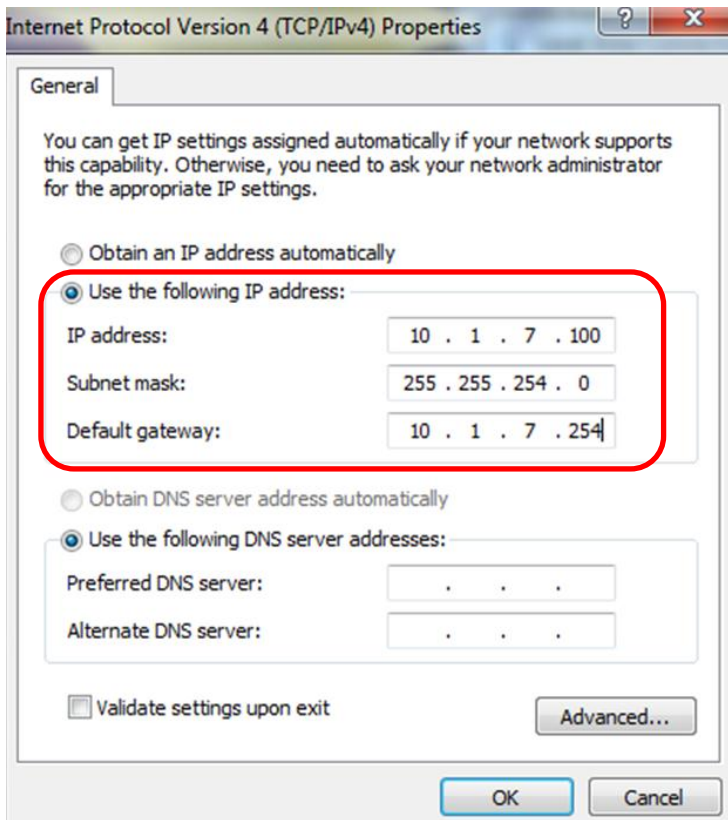 Internet Protocol Version 4 (TCP/IPv4) Properties
General
You can get IP settings assigned automatically if your network supports
this capability. Otherwise, you need to ask your network administrator
for the appropriate IP settings.
Obtain an IP address automatically
Use the following IP address:
IP address: 10 . 1 . 7 . 100
Subnet mask: 255 . 255 . 254 . 0
Default gateway: 10 . 1 . 7 . 254
Obtain DNS server address automatically
Use the following DNS server addresses:
Preferred DNS server: . . .
Alternate DNS server: . . .
Validate settings upon exit
Advanced...
OK Cancel